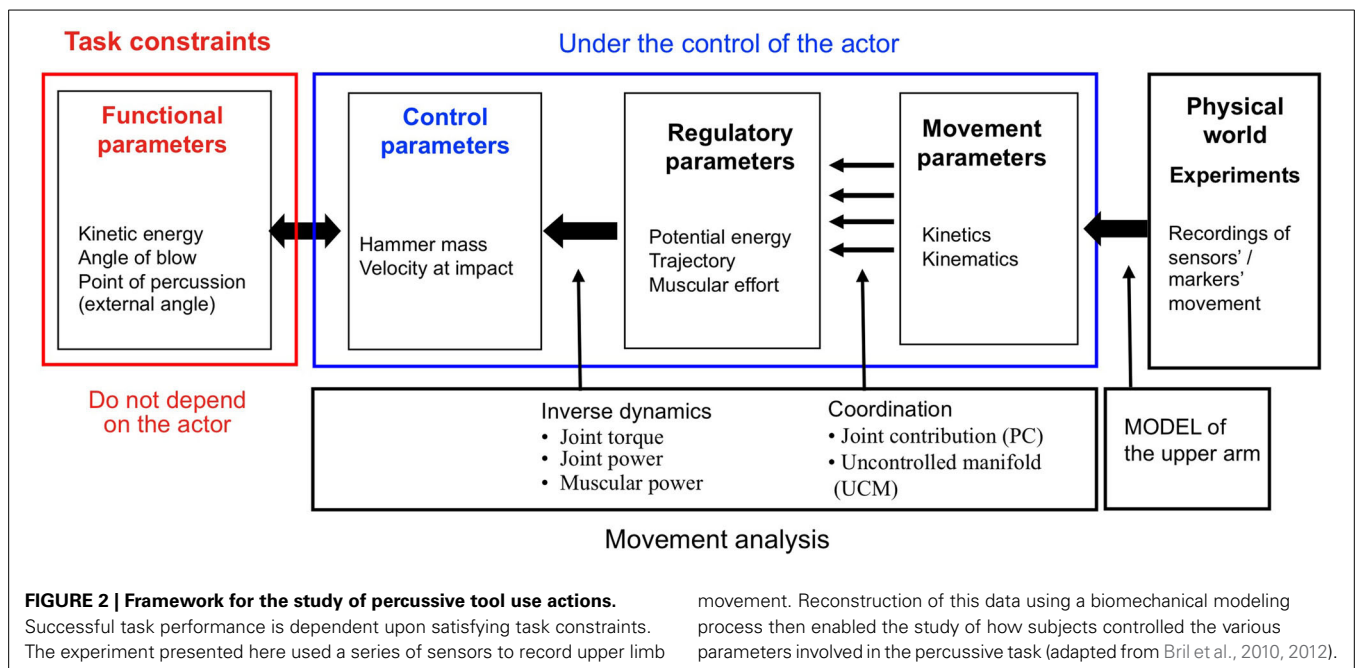 Task constraints
Under the control of the actor
Functional
parameters
Kinetic energy
Angle of blow
Point of percussion
(external angle)
Control
parameters
Hammer mass
Velocity at impact
Regulatory
parameters
Potential energy
Trajectory
Muscular effort
Movement
parameters
Kinetics
Kinematics
Physical
world
Experiments
Recordings of
sensors’ /
markers’
movement
Do not depend
on the actor
Inverse dynamics
• Joint torque
• Joint power
• Muscular power
Coordination
• Joint contribution (PC)
• Uncontrolled manifold
(UCM)
MODEL of
the upper arm
Movement analysis
FIGURE 2 | Framework for the study of percussive tool use actions.
Successful task performance is dependent upon satisfying task constraints.
The experiment presented here used a series of sensors to record upper limb
movement. Reconstruction of this data using a biomechanical modeling
process then enabled the study of how subjects controlled the various
parameters involved in the percussive task (adapted from Bril et al., 2010, 2012).